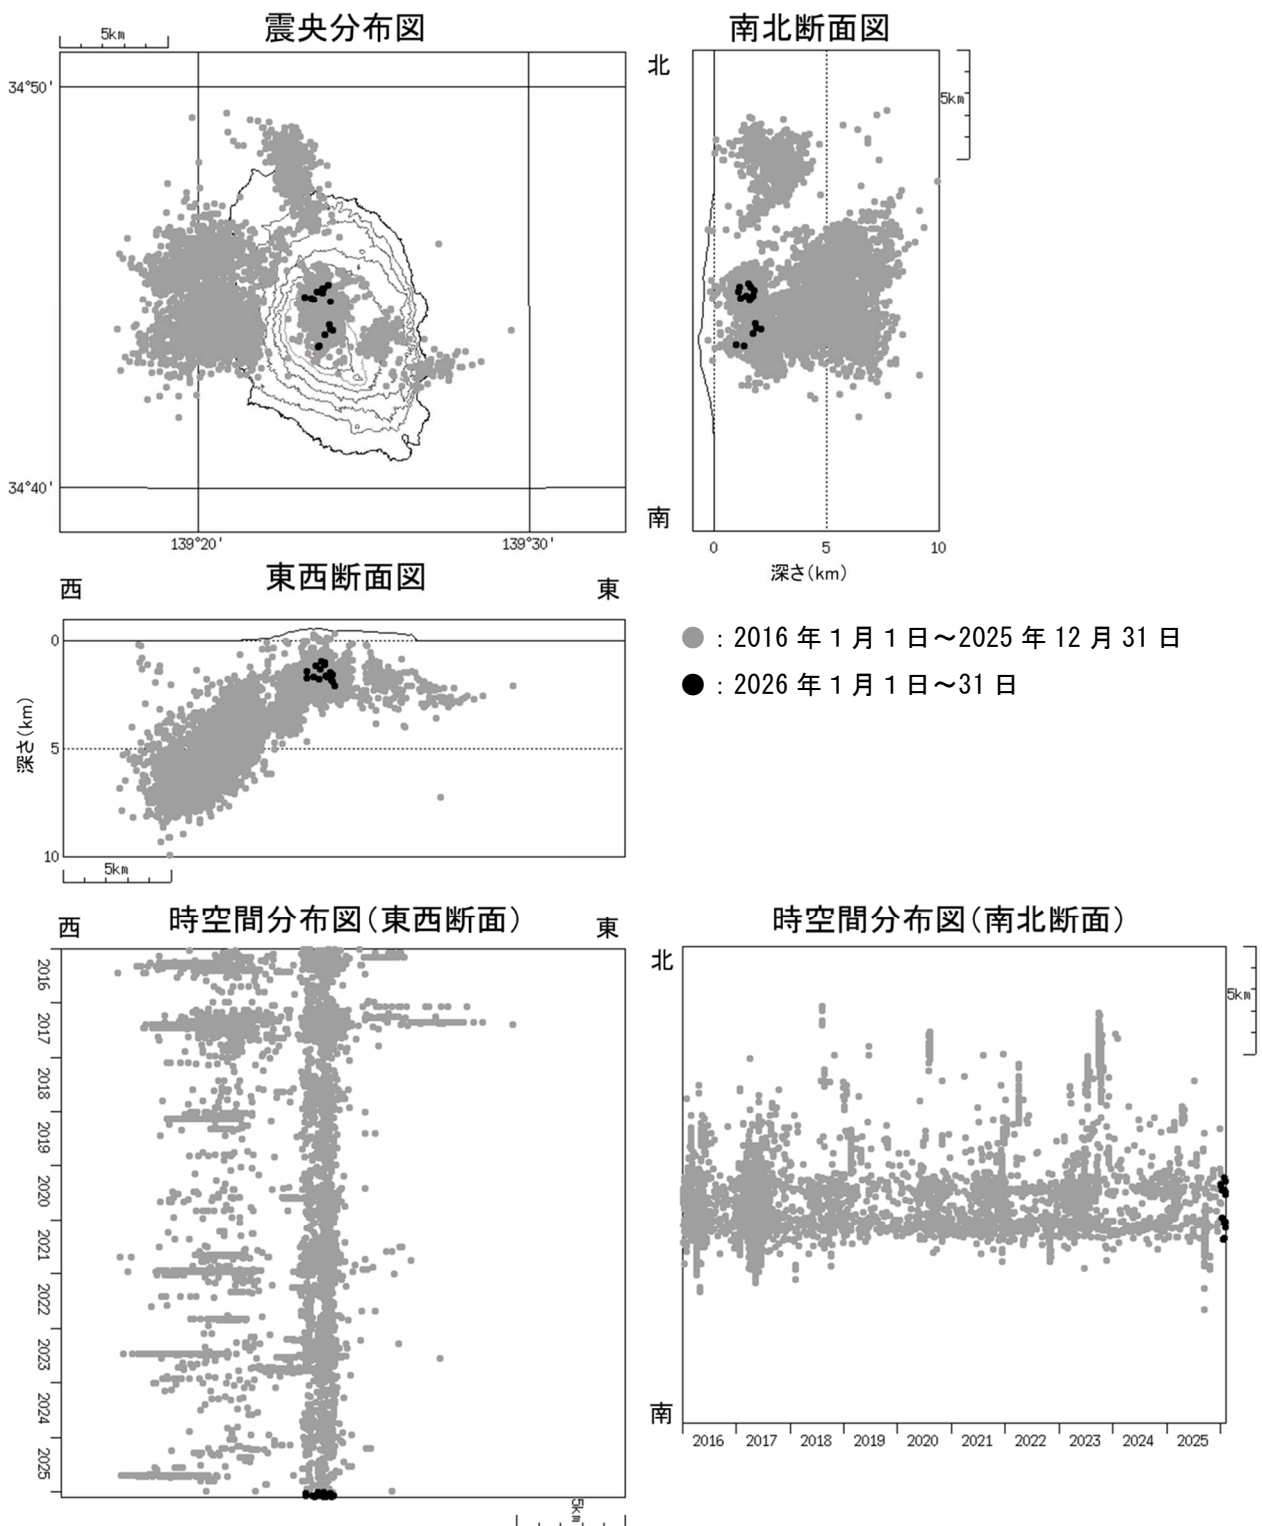 震央分布図
南北断面図
5km
北
34°50'
5km
34°40'
南
139°20'
139°30'
0
5
10
深さ(km)
西
東西断面図
東
0
5
10
深さ(km)
5km
●：2016 年 1 月 1 日～2025 年 12 月 31 日
●：2026 年 1 月 1 日～31 日
西
時空間分布図(東西断面)
東
時空間分布図(南北断面)
2016
2017
2018
2019
2020
2021
2022
2023
2024
2025
5km
北
5km
南
2016
2017
2018
2019
2020
2021
2022
2023
2024
2025